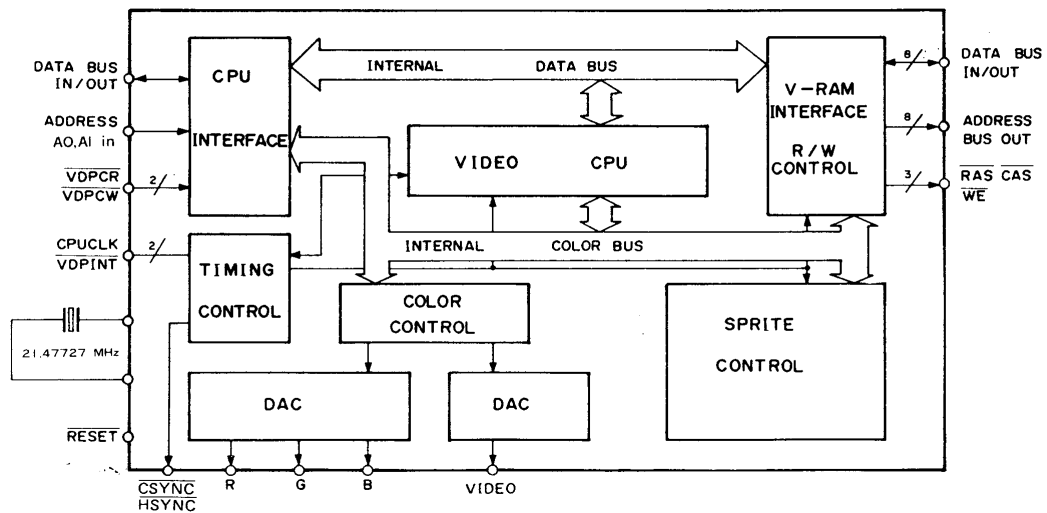 DATA BUS
IN/OUT
ADDRESS
A0,A1 in
VDPCR
VDPCW
2
CPUCLK
VDPINT
2
21.47727 MHz
RESET
CPU
INTERFACE
TIMING
CONTROL
INTERNAL DATA BUS
VIDEO CPU
INTERNAL COLOR BUS
COLOR
CONTROL
DAC
DAC
V-RAM
INTERFACE
R/W
CONTROL
SPRITE
CONTROL
8
DATA BUS
IN/OUT
8
ADDRESS
BUS OUT
3
RAS CAS
WE
CSYNC
HSYNC
R
G
B
VIDEO